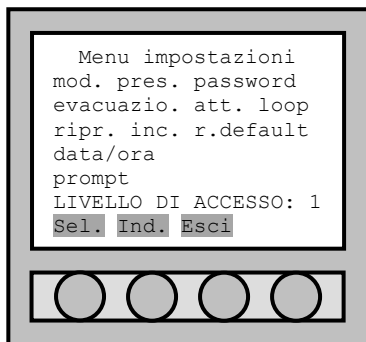 Menu impostazioni
mod. pres. password
evacuazio. att. loop
ripr. inc. r.default
data/ora
prompt
LIVELLO DI ACCESSO: 1
Sel. Ind. Esci